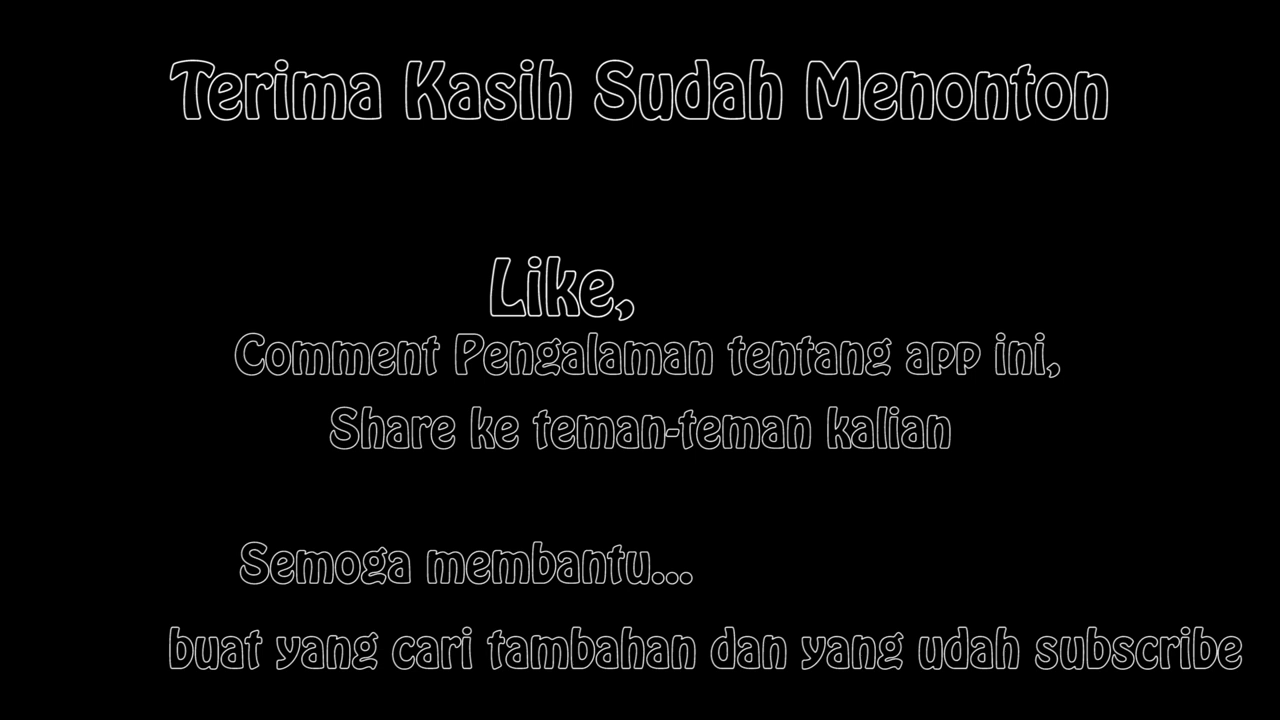 Terima Kasih Sudah Menonton
Like,
Comment Pengalaman tentang app ini,
Share ke teman-teman kalian
Semoga membantu...
buat yang cari tambahan dan yang udah subscribe